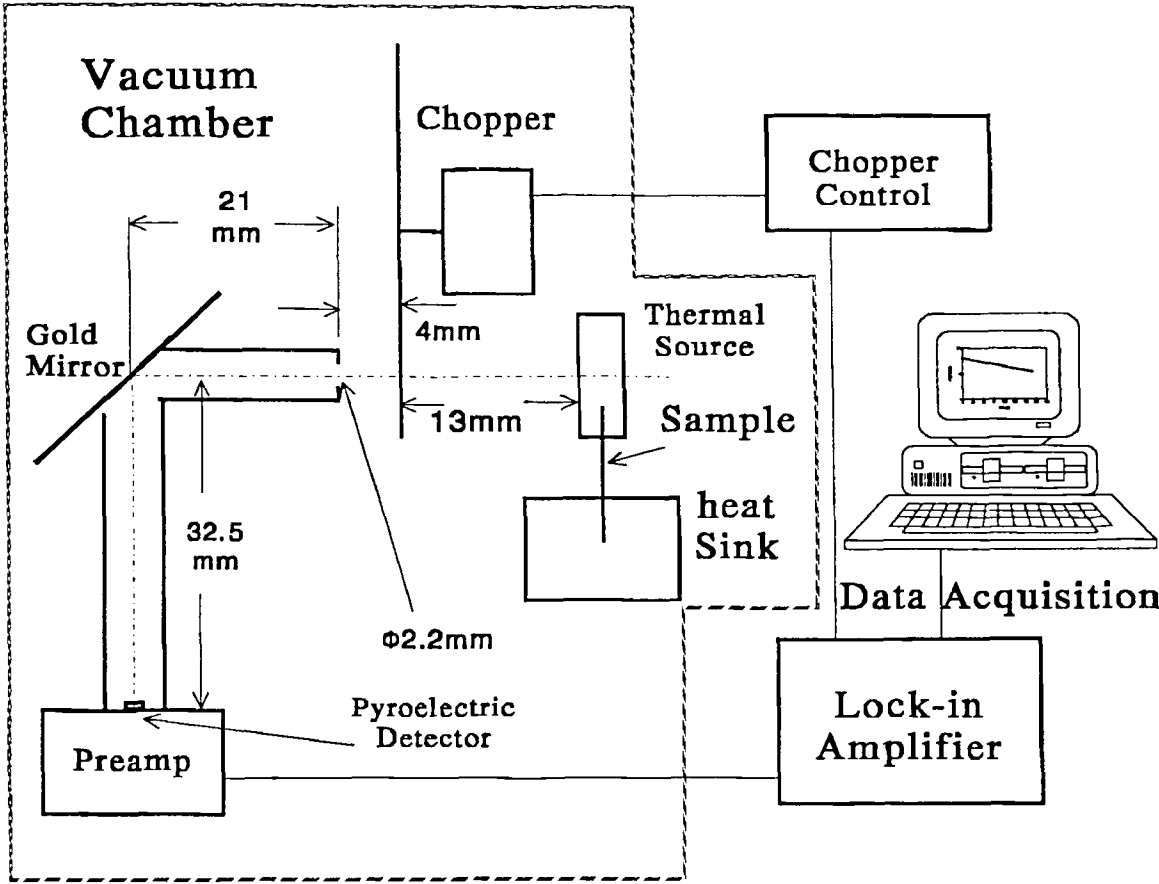 Vacuum
Chamber
Chopper
Chopper
Control
21
mm
Gold
Mirror
4mm
Thermal
Source
13mm
Sample
32.5
mm
heat
Sink
Φ2.2mm
Data Acquisition
Pyroelectric
Detector
Preamp
Lock-in
Amplifier